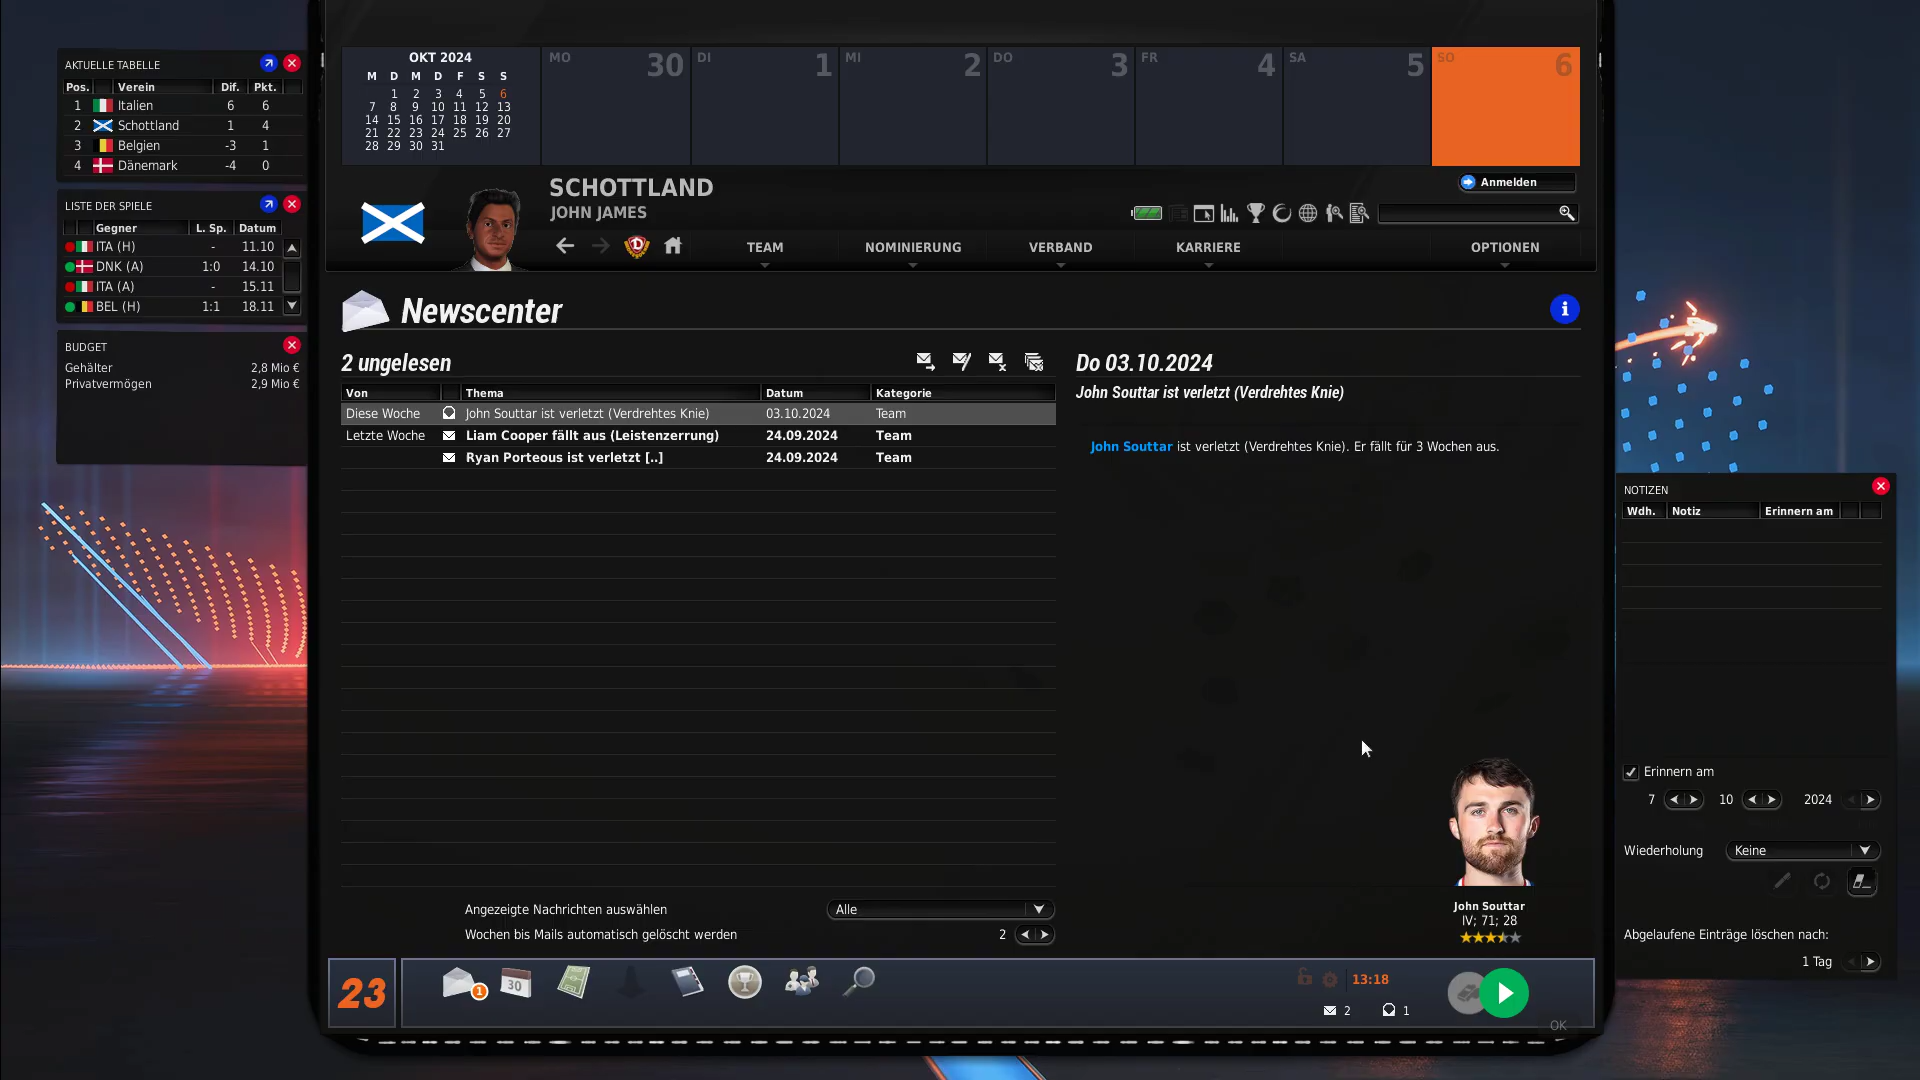 AKTUELLE TABELLE
Pos. Verein Dif. Pkt.
1 Italien 6 6
2 Schottland 1 4
3 Belgien -3 1
4 Dänemark -4 0
LISTE DER SPIELE
Gegner L. Sp. Datum
ITA (H) - 11.10
DNK (A) 1:0 14.10
ITA (A) - 15.11
BEL (H) 1:1 18.11
BUDGET
Gehälter 2,8 Mio €
Privatvermögen 2,9 Mio €
OKT 2024
M D M D F S S
1 2 3 4 5 6
7 8 9 10 11 12 13
14 15 16 17 18 19 20
21 22 23 24 25 26 27
28 29 30 31
MO 30
DI 1
MI 2
DO 3
FR 4
SA 5
SO 6
SCHOTTLAND
JOHN JAMES
Anmelden
D
TEAM NOMINIERUNG VERBAND KARRIERE OPTIONEN
Newscenter
i
2 ungelesen
Von Thema Datum Kategorie
Diese Woche John Souttar ist verletzt (Verdrehtes Knie) 03.10.2024 Team
Letzte Woche Liam Cooper fällt aus (Leistenzerrung) 24.09.2024 Team
Ryan Porteous ist verletzt [..] 24.09.2024 Team
Angezeigte Nachrichten auswählen Alle
Wochen bis Mails automatisch gelöscht werden 2
Do 03.10.2024
John Souttar ist verletzt (Verdrehtes Knie)
John Souttar ist verletzt (Verdrehtes Knie). Er fällt für 3 Wochen aus.
John Souttar
IV; 71; 28
NOTIZEN
Wdh. Notiz Erinnern am
Erinnern am
7 10 2024
Wiederholung Keine
Abgelaufene Einträge löschen nach:
1 Tag
23
1
30
13:18
2 1
OK